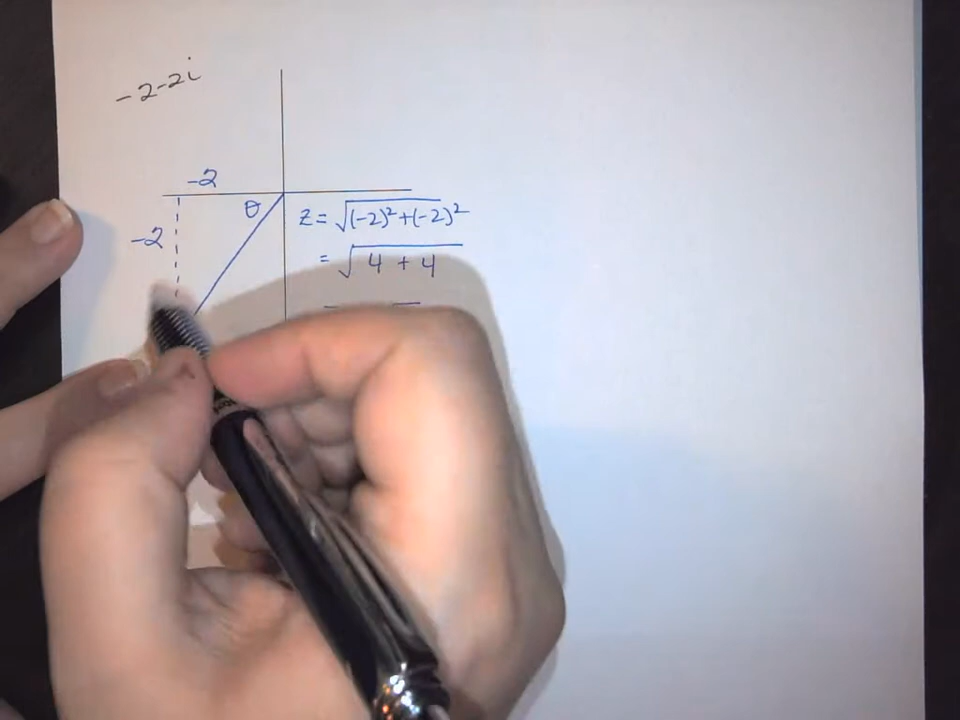 -2-2i
-2
θ
z = √(-2)²+(-2)²
-2
= √4 + 4